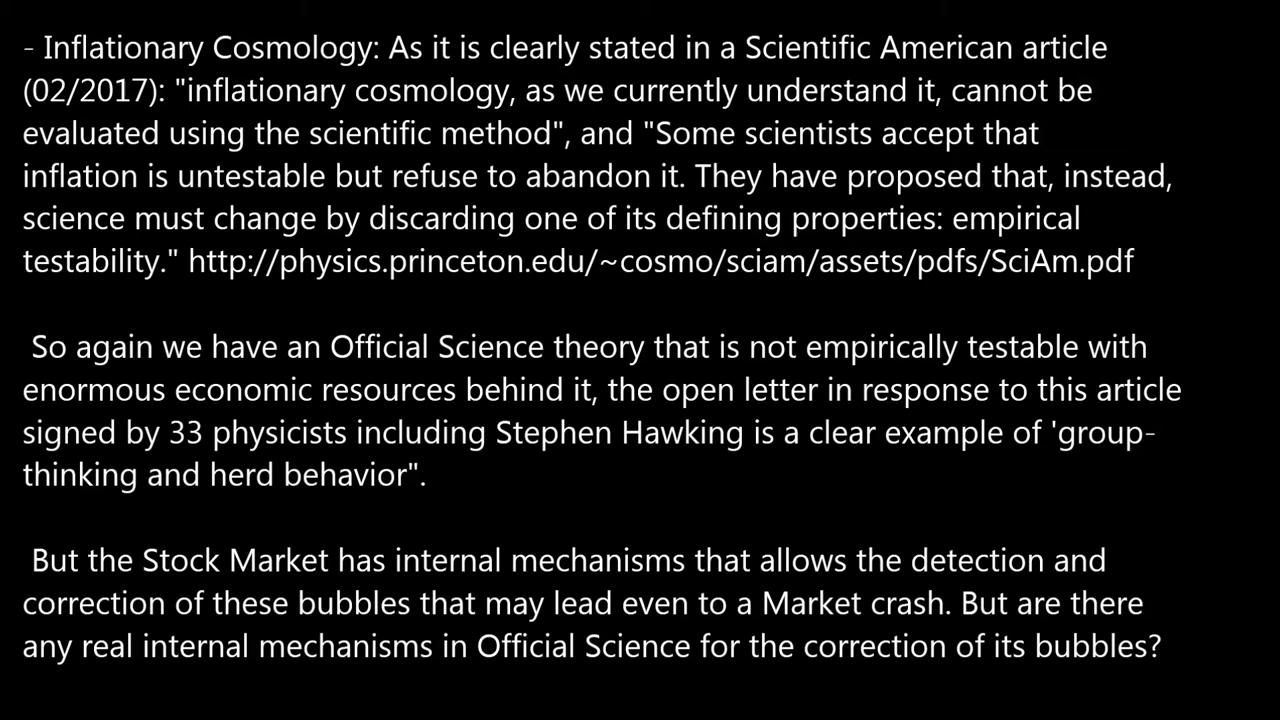 - Inflationary Cosmology: As it is clearly stated in a Scientific American article
(02/2017): "inflationary cosmology, as we currently understand it, cannot be
evaluated using the scientific method", and "Some scientists accept that
inflation is untestable but refuse to abandon it. They have proposed that, instead,
science must change by discarding one of its defining properties: empirical
testability." http://physics.princeton.edu/~cosmo/sciam/assets/pdfs/SciAm.pdf
So again we have an Official Science theory that is not empirically testable with
enormous economic resources behind it, the open letter in response to this article
signed by 33 physicists including Stephen Hawking is a clear example of 'group-
thinking and herd behavior".
But the Stock Market has internal mechanisms that allows the detection and
correction of these bubbles that may lead even to a Market crash. But are there
any real internal mechanisms in Official Science for the correction of its bubbles?